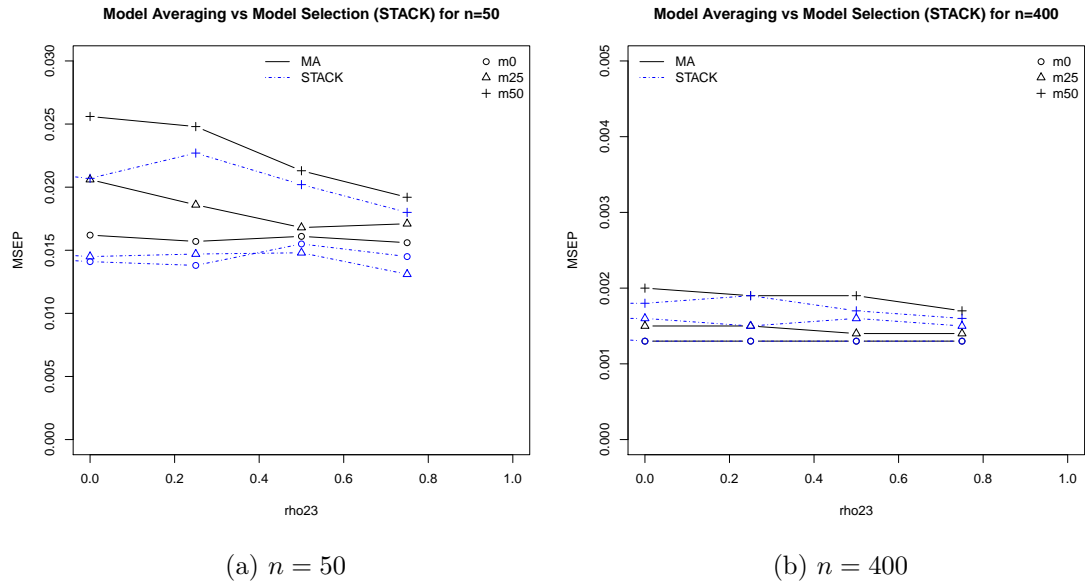 Model Averaging vs Model Selection (STACK) for n=50
MA
STACK
m0
m25
m50
0.030
0.025
0.020
0.015
0.010
0.005
0.000
MSEP
0.0 0.2 0.4 0.6 0.8 1.0
rho23
(a) n = 50
Model Averaging vs Model Selection (STACK) for n=400
MA
STACK
m0
m25
m50
0.005
0.004
0.003
0.002
0.001
0.000
MSEP
0.0 0.2 0.4 0.6 0.8 1.0
rho23
(b) n = 400